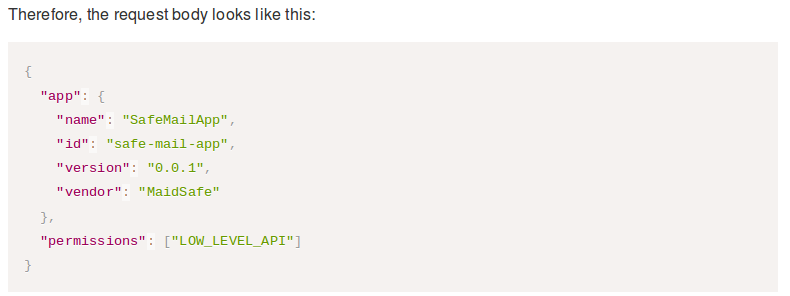 Therefore, the request body looks like this:
{
  "app": {
    "name": "SafeMailApp",
    "id": "safe-mail-app",
    "version": "0.0.1",
    "vendor": "MaidSafe"
  },
  "permissions": ["LOW_LEVEL_API"]
}